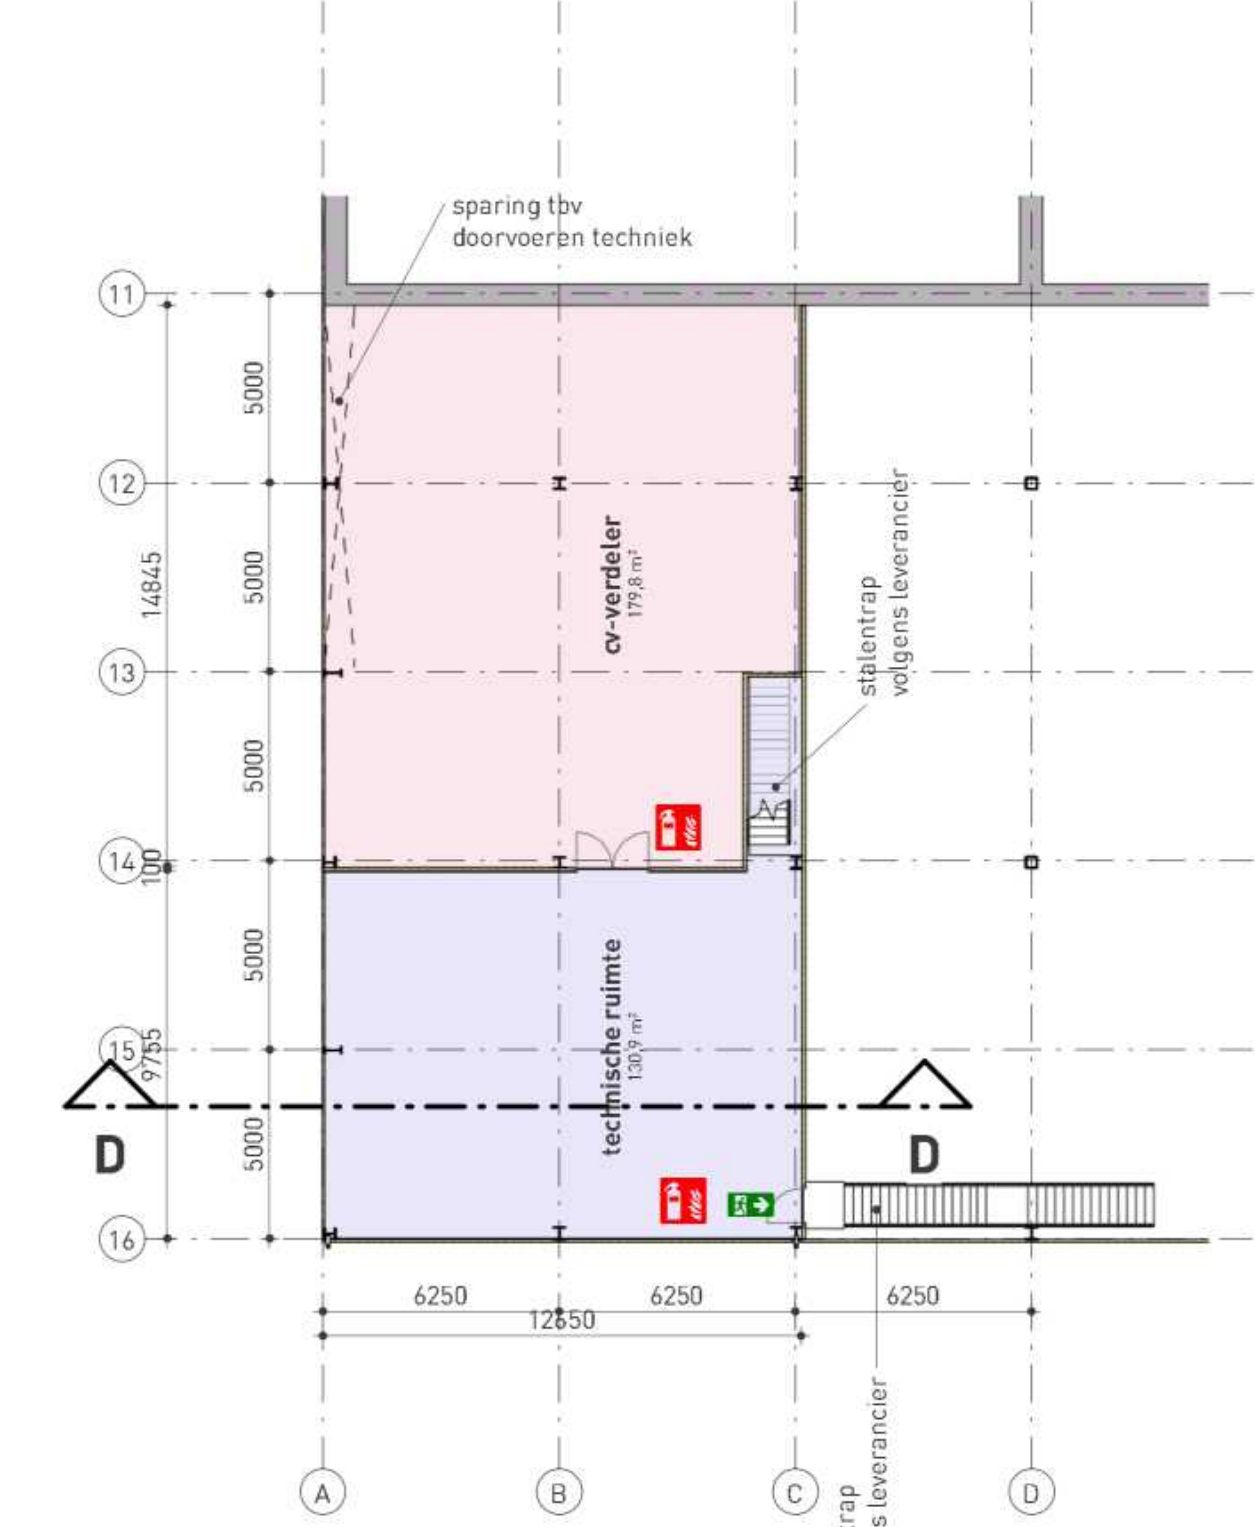 sparing tbv
doorvoeren techniek
11
5000
12
stalentrap
volgens leverancier
cv-verdeler
179,8 m²
14845
5000
13
5000
14
100
5000
technische ruimte
130,9 m²
15
9755
D
D
5000
16
6250
6250
6250
12650
s leverancier
rap
A
B
C
D